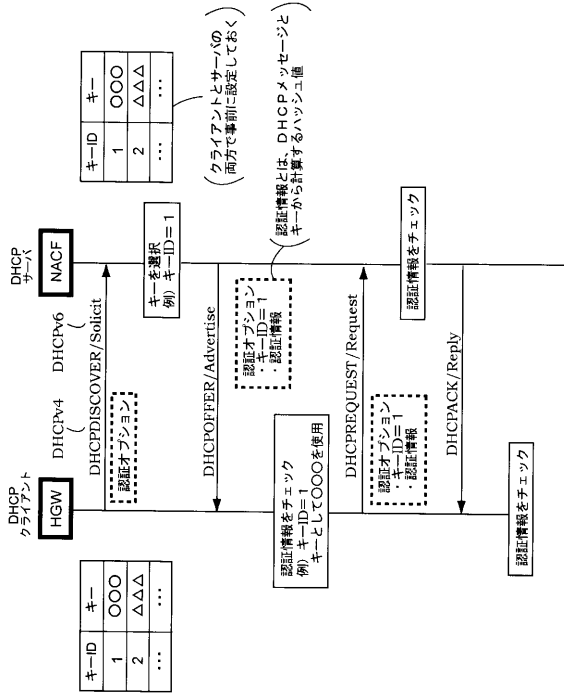 キーID キー
1 ○○○
2 △△△
… …
DHCP
クライアント
HGW
DHCPv4
DHCPv6
DHCP
サーバ
NACF
キーID キー
1 ○○○
2 △△△
… …
クライアントとサーバの
両方で事前に設定しておく
DHCPDISCOVER/Solicit
認証オプション
キーを選択
例）キーID＝1
DHCPOFFER/Advertise
認証オプション
・キーID＝1
・認証情報
認証情報とは、DHCPメッセージと
キーから計算するハッシュ値
認証情報をチェック
例）キーID＝1
キーとして○○○を使用
DHCPREQUEST/Request
認証オプション
・キーID＝1
・認証情報
認証情報をチェック
DHCPACK/Reply
認証情報をチェック